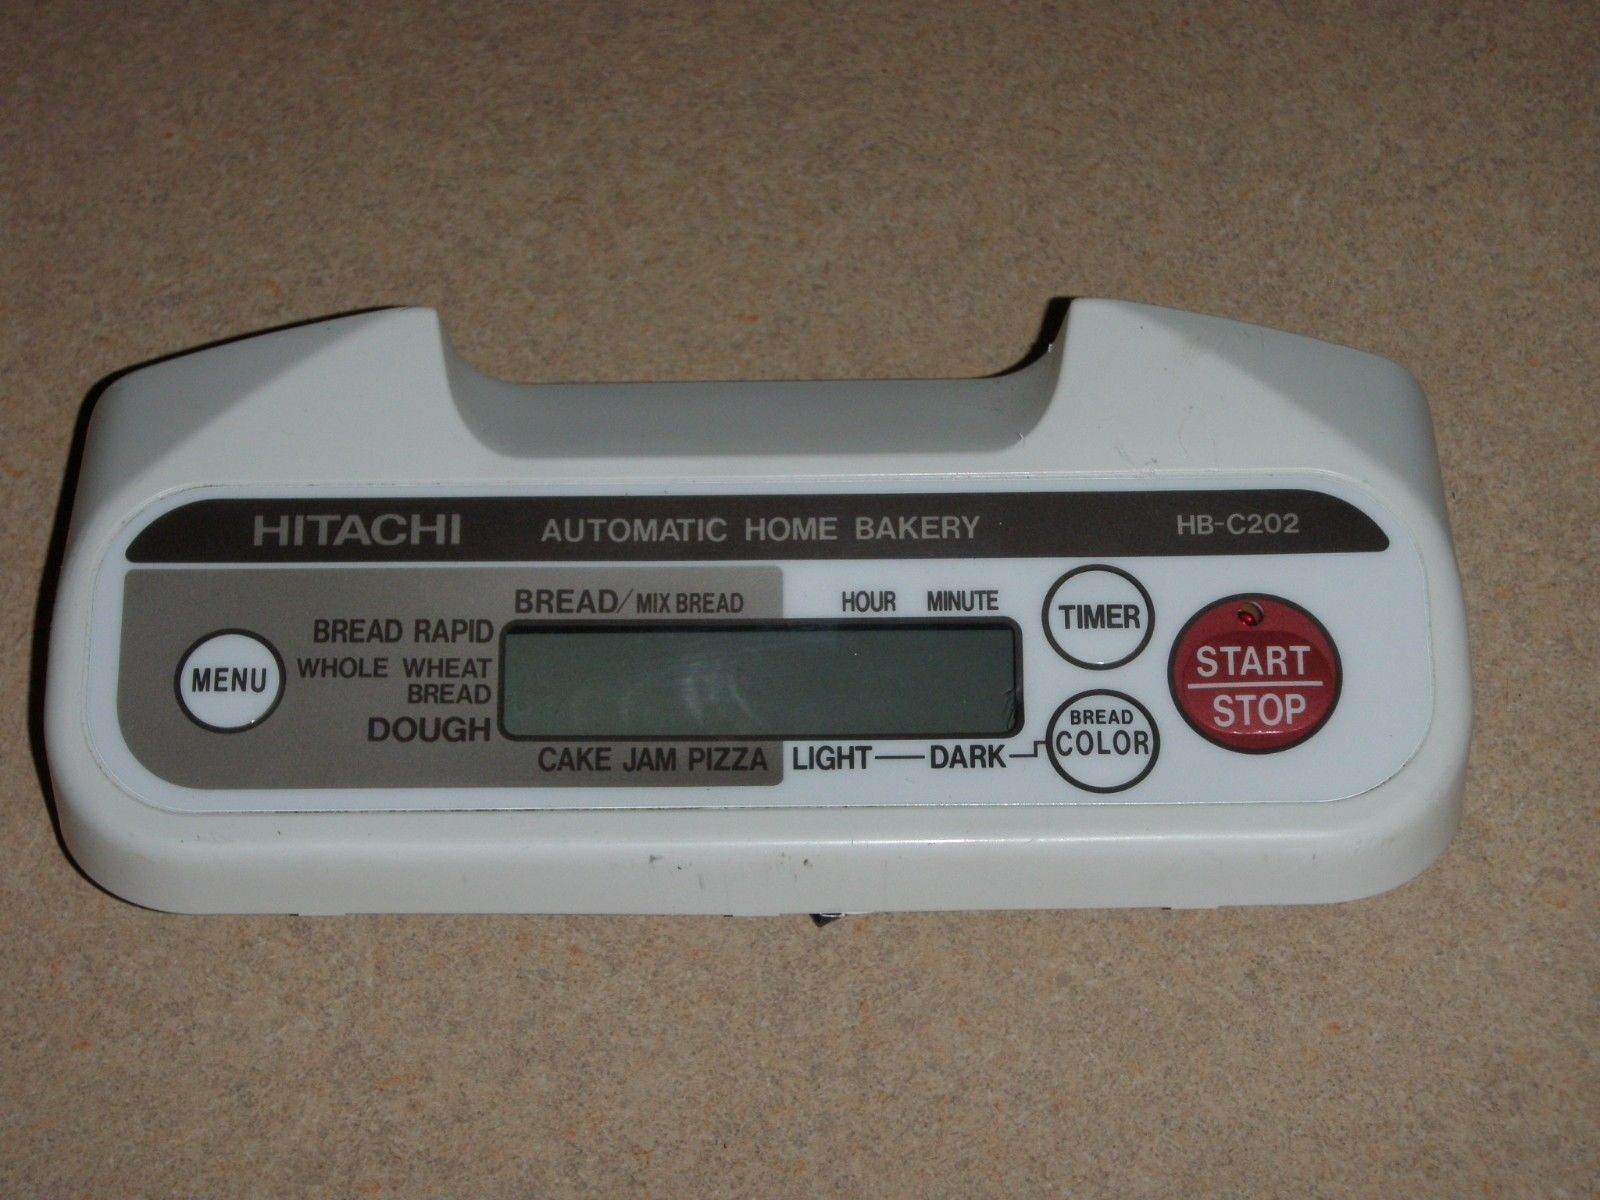 HITACHI AUTOMATIC HOME BAKERY HB-C202
BREAD/MIX BREAD
HOUR MINUTE
BREAD RAPID
WHOLE WHEAT
BREAD
DOUGH
CAKE JAM PIZZA
LIGHT DARK
MENU
TIMER
BREAD
COLOR
START
STOP